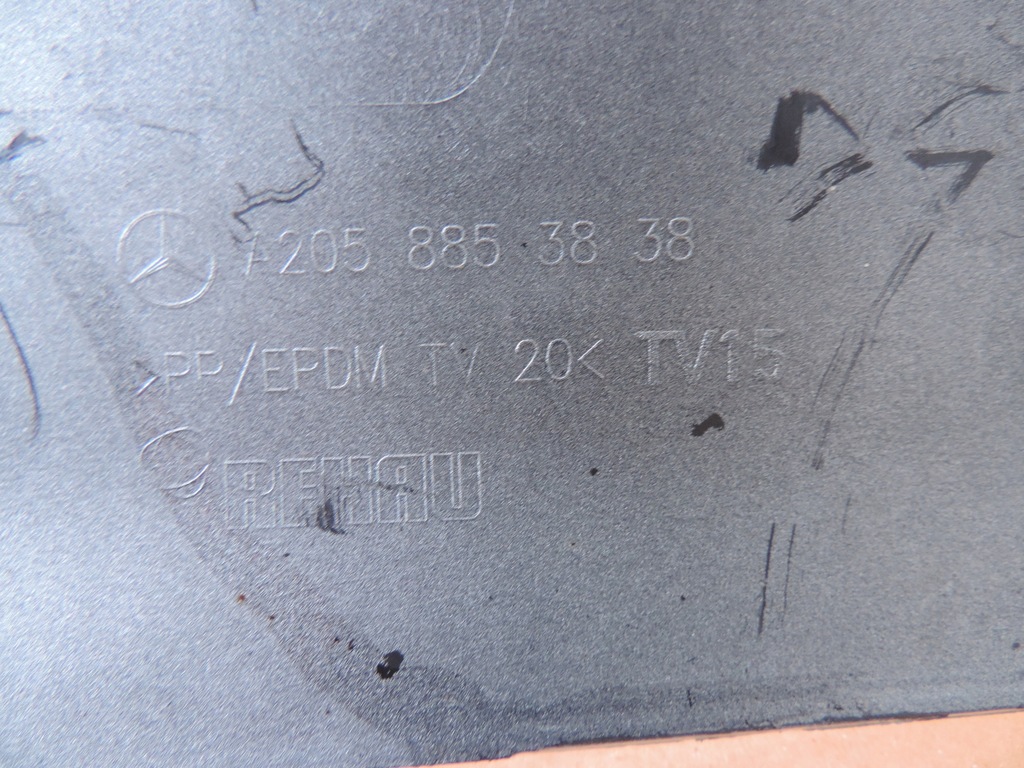 A205 885 38 38
>PP/EPDM TV 20< TV15
REHAU